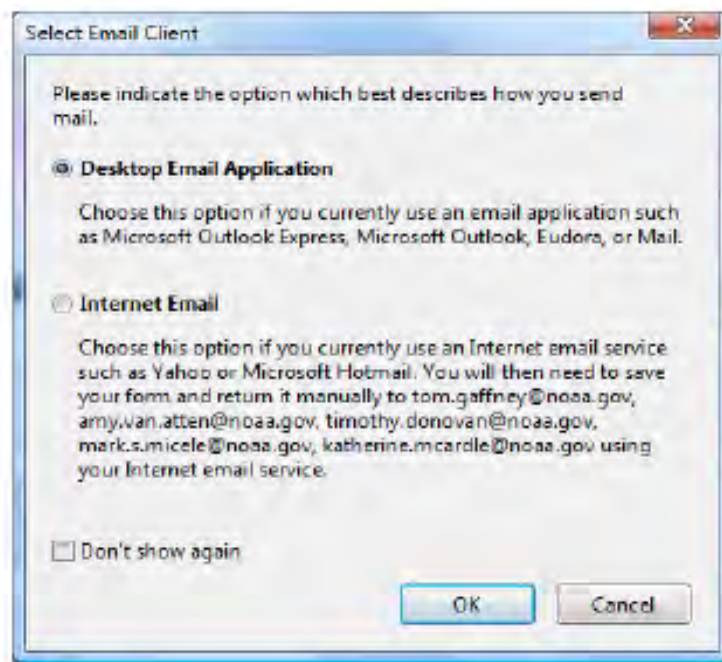 Select Email Client
Please indicate the option which best describes how you send
mail.
Desktop Email Application
Choose this option if you currently use an email application such
as Microsoft Outlook Express, Microsoft Outlook, Eudora, or Mail.
Internet Email
Choose this option if you currently use an Internet email service
such as Yahoo or Microsoft Hotmail. You will then need to save
your form and return it manually to tom.gaffney@noaa.gov,
amy.van.atten@noaa.gov, timothy.donovan@noaa.gov,
mark.s.micele@noaa.gov, katherine.mcardle@noaa.gov using
your Internet email service.
Don't show again
OK
Cancel